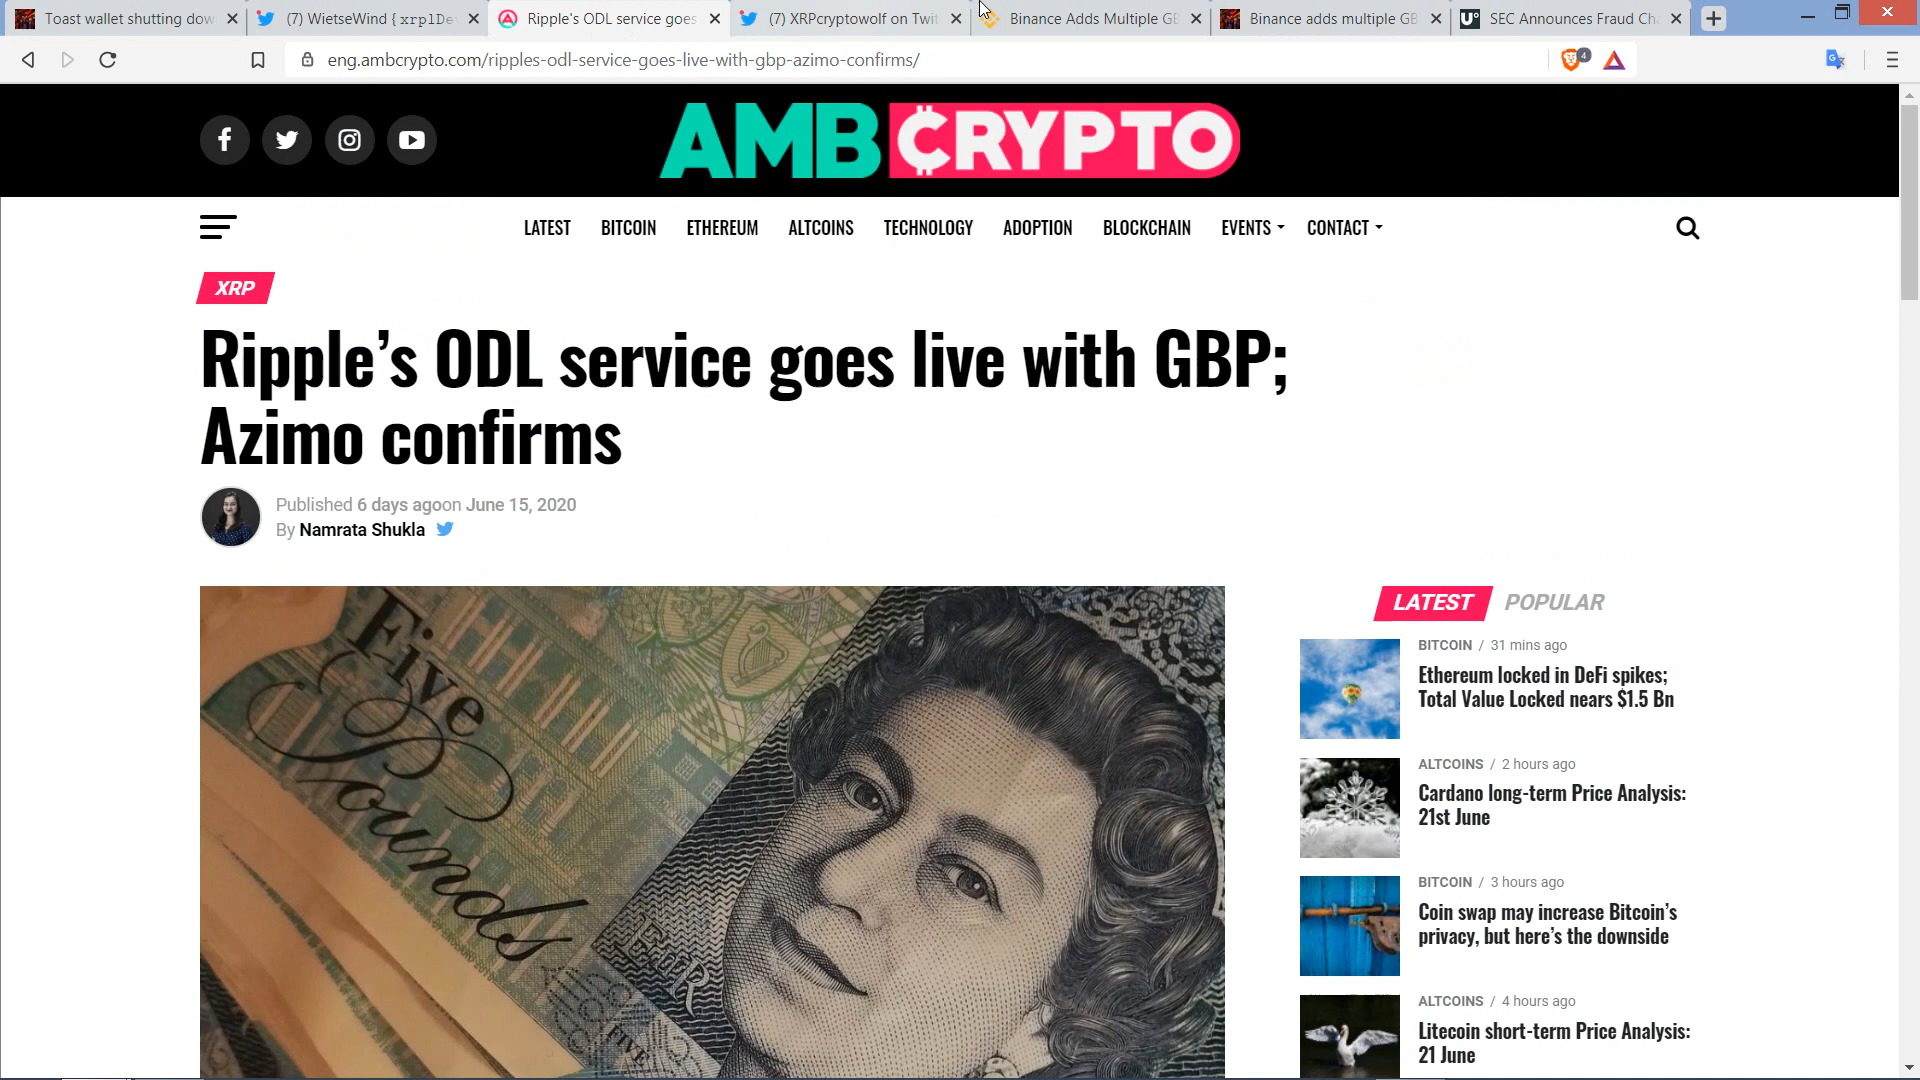 Toast wallet shutting dow
(7) WietseWind { xrplDe
Ripple's ODL service goes
(7) XRPcryptowolf on Twit
Binance Adds Multiple GB
Binance adds multiple GB
SEC Announces Fraud Ch
eng.ambcrypto.com/ripples-odl-service-goes-live-with-gbp-azimo-confirms/
4
AMBCRYPTO
LATEST BITCOIN ETHEREUM ALTCOINS TECHNOLOGY ADOPTION BLOCKCHAIN EVENTS CONTACT
XRP
Ripple's ODL service goes live with GBP;
Azimo confirms
Published 6 days agoon June 15, 2020
By Namrata Shukla
Five
Pounds
FIVE
LATEST POPULAR
BITCOIN / 31 mins ago
Ethereum locked in DeFi spikes;
Total Value Locked nears $1.5 Bn
ALTCOINS / 2 hours ago
Cardano long-term Price Analysis:
21st June
BITCOIN / 3 hours ago
Coin swap may increase Bitcoin's
privacy, but here's the downside
ALTCOINS / 4 hours ago
Litecoin short-term Price Analysis:
21 June